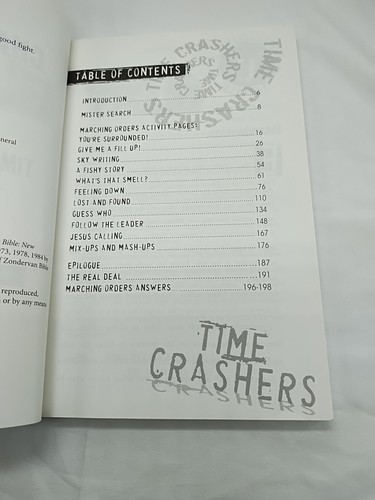 good fight.
neral
Bible: New
973, 1978, 1984 by
f Zondervan Bible
reproduced,
n or by any means
TIME CRASHERS
TIME CRASHERS
TIME CRASHERS
TABLE OF CONTENTS
INTRODUCTION 6
MISTER SEARCH 8
MARCHING ORDERS ACTIVITY PAGES:
YOU'RE SURROUNDED! 16
GIVE ME A FILL UP! 26
SKY WRITING 38
A FISHY STORY 54
WHAT'S THAT SMELL? 61
FEELING DOWN 76
LOST AND FOUND 110
GUESS WHO 134
FOLLOW THE LEADER 148
JESUS CALLING 167
MIX-UPS AND MASH-UPS 176
EPILOGUE 187
THE REAL DEAL 191
MARCHING ORDERS ANSWERS 196-198
TIME
CRASHERS
CRASHERS